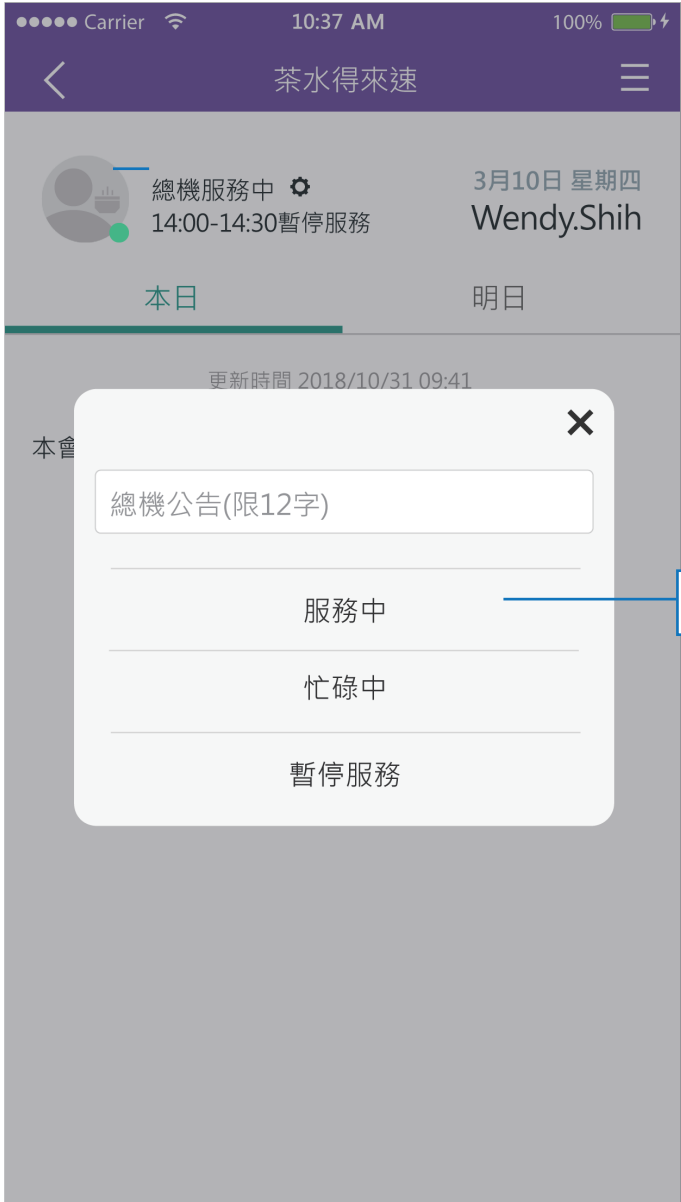 Carrier 10:37 AM 100%
茶水得來速
總機服務中
14:00-14:30暫停服務
3月10日 星期四
Wendy.Shih
本日 明日
更新時間 2018/10/31 09:41
本會
總機公告(限12字)
服務中
忙碌中
暫停服務